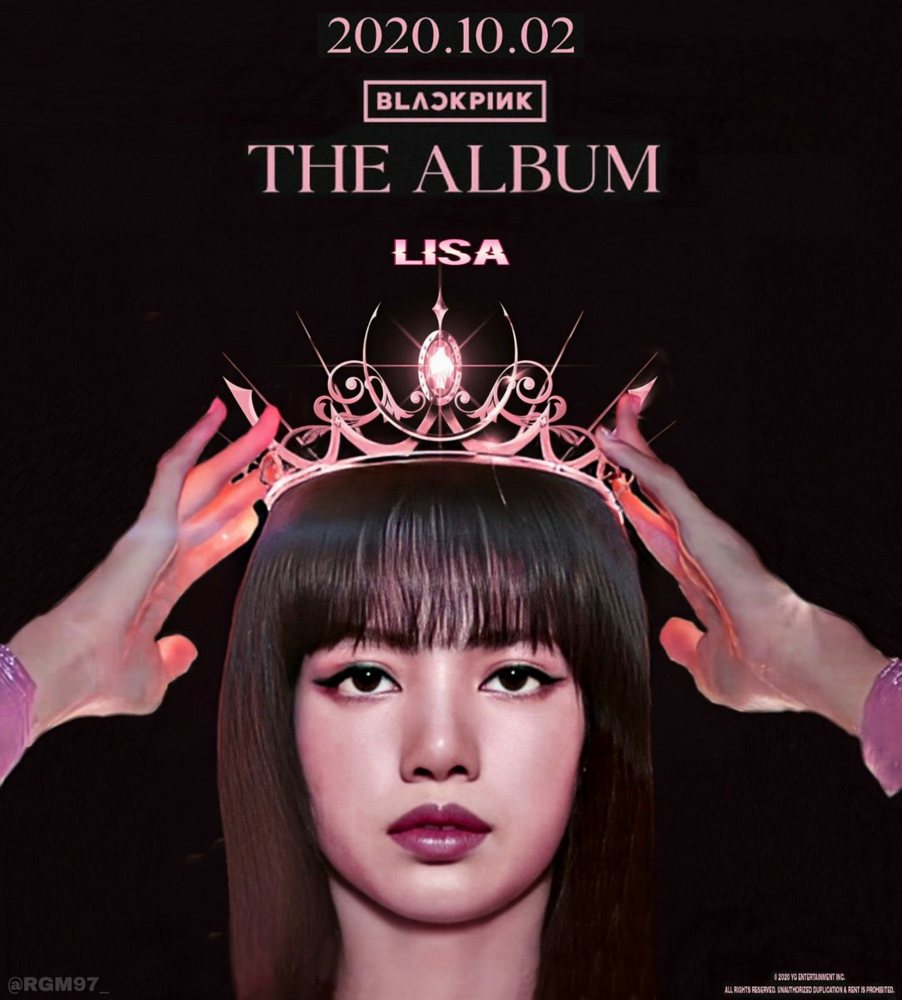 2020.10.02
BLACKPINK
THE ALBUM
LISA
@RGM97_
© 2020 YG ENTERTAINMENT INC.
ALL RIGHTS RESERVED. UNAUTHORIZED DUPLICATION & RENT IS PROHIBITED.